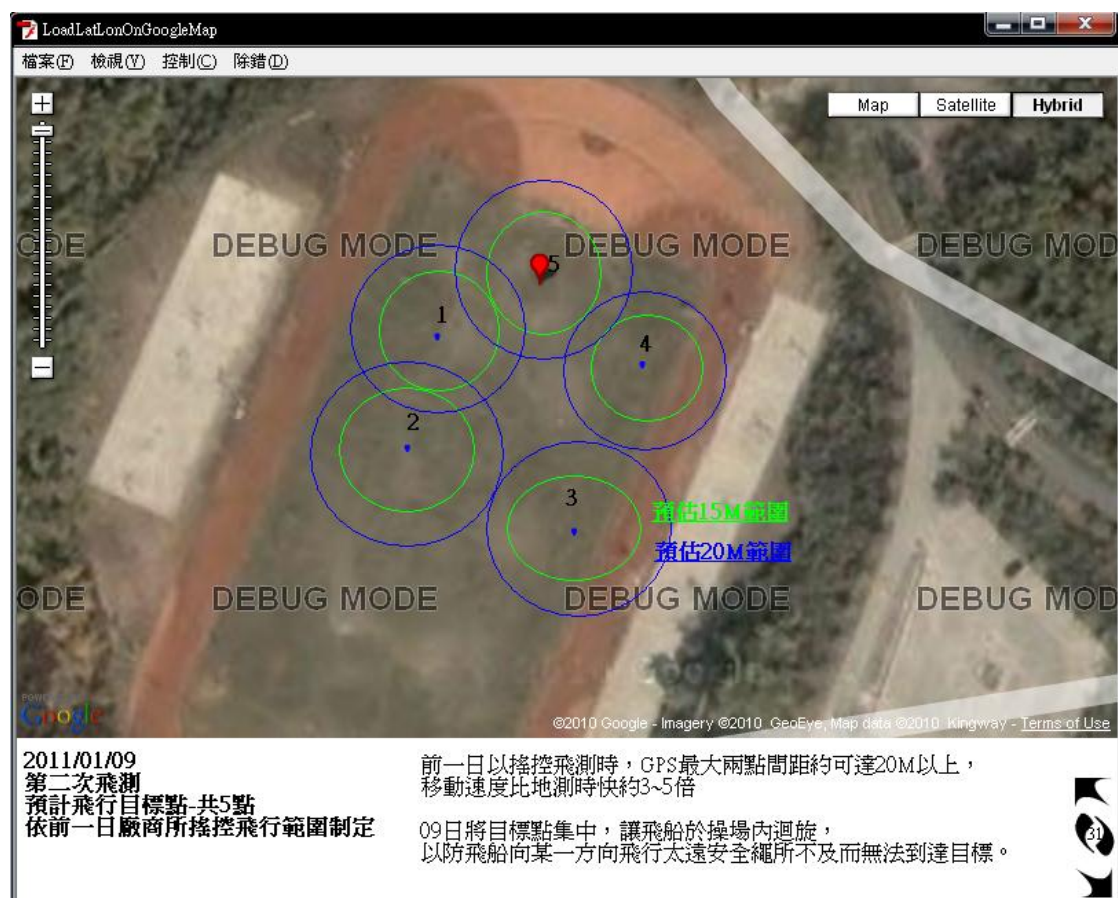 LoadLatLonOnGoogleMap
檔案(F) 檢視(V) 控制(C) 除錯(D)
Map Satellite Hybrid
DEBUG MODE DEBUG MODE DEBUG MOD
5
1
4
2
3
預估15M範圍
預估20M範圍
ODE DEBUG MODE DEBUG MODE DEBUG MOD
Google
©2010 Google - Imagery ©2010 GeoEye, Map data ©2010 Kingway - Terms of Use
2011/01/09
第二次飛測
預計飛行目標點-共5點
依前一日廠商所搖控飛行範圍制定
前一日以搖控飛測時，GPS最大兩點間距約可達20M以上，
移動速度比地測時快約3~5倍
09日將目標點集中，讓飛船於操場內迴旋，
以防飛船向某一方向飛行太遠安全繩所不及而無法到達目標。
31